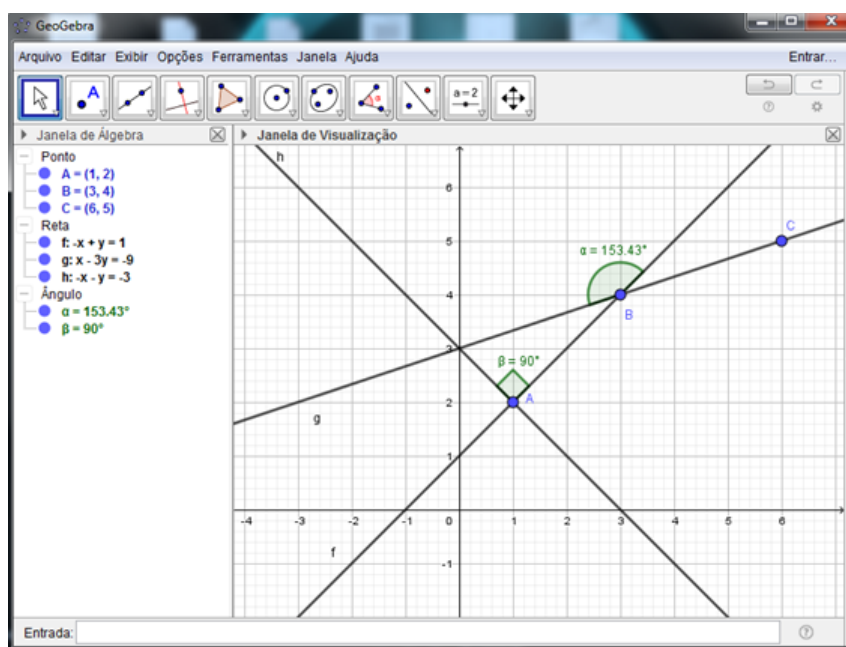 GeoGebra
Arquivo Editar Exibir Opções Ferramentas Janela Ajuda
Entrar...
A
α
a=2
Janela de Álgebra
Ponto
A = (1, 2)
B = (3, 4)
C = (6, 5)
Reta
f: -x + y = 1
g: x - 3y = -9
h: -x - y = -3
Ângulo
α = 153.43°
β = 90°
Janela de Visualização
h
6
5
4
3
2
1
0
-1
-4 -3 -2 -1 1 2 3 4 5 6
C
α = 153.43°
B
β = 90°
A
g
f
Entrada: